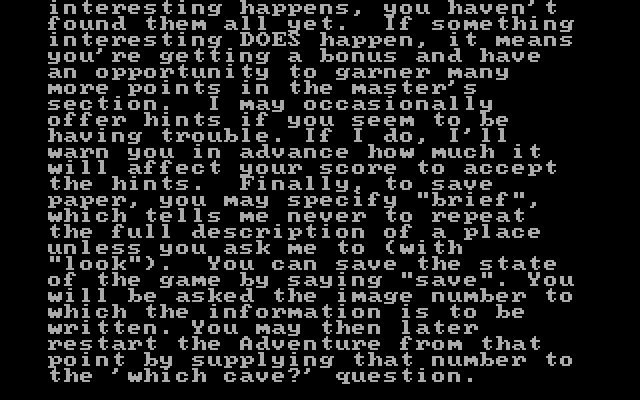 interesting happens, you haven't
found them all yet.  If something
interesting DOES happen, it means
you're getting a bonus and have
an opportunity to garner many
more points in the master's
section.  I may occasionally
offer hints if you seem to be
having trouble. If I do, I'll
warn you in advance how much it
will affect your score to accept
the hints.  Finally, to save
paper, you may specify "brief",
which tells me never to repeat
the full description of a place
unless you ask me to (with
"look").  You can save the state
of the game by saying "save". You
will be asked the image number to
which the information is to be
written. You may then later
restart the Adventure from that
point by supplying that number to
the 'which cave?' question.